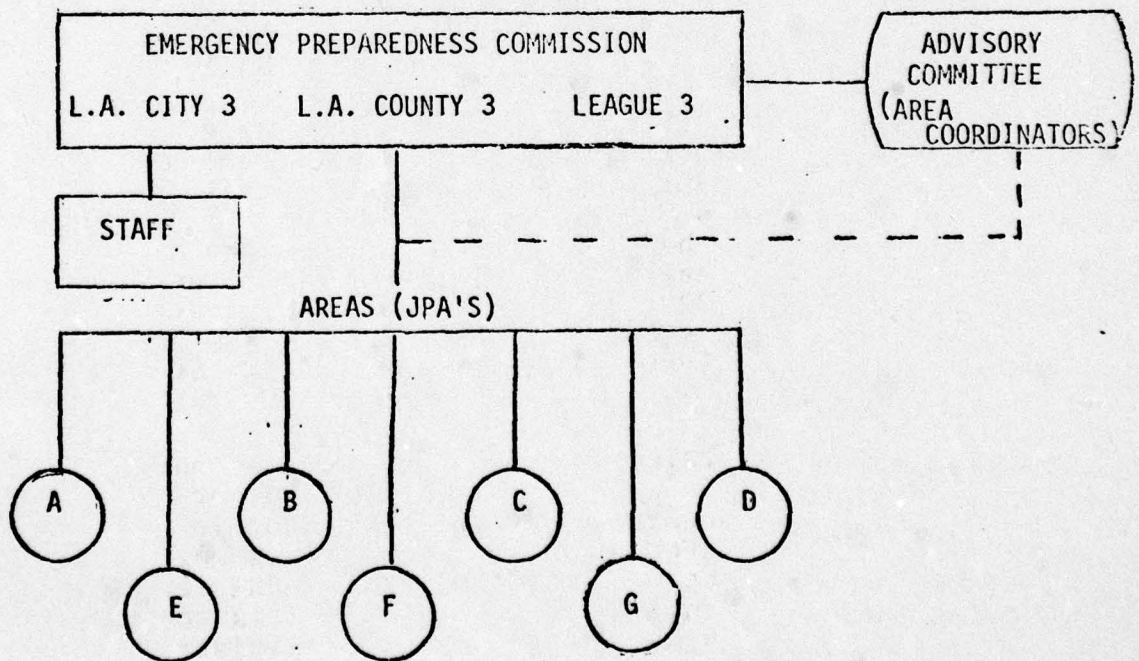 EMERGENCY PREPAREDNESS COMMISSION
L.A. CITY 3 L.A. COUNTY 3 LEAGUE 3
ADVISORY
COMMITTEE
(AREA
COORDINATORS)
STAFF
AREAS (JPA'S)
A
B
C
D
E
F
G